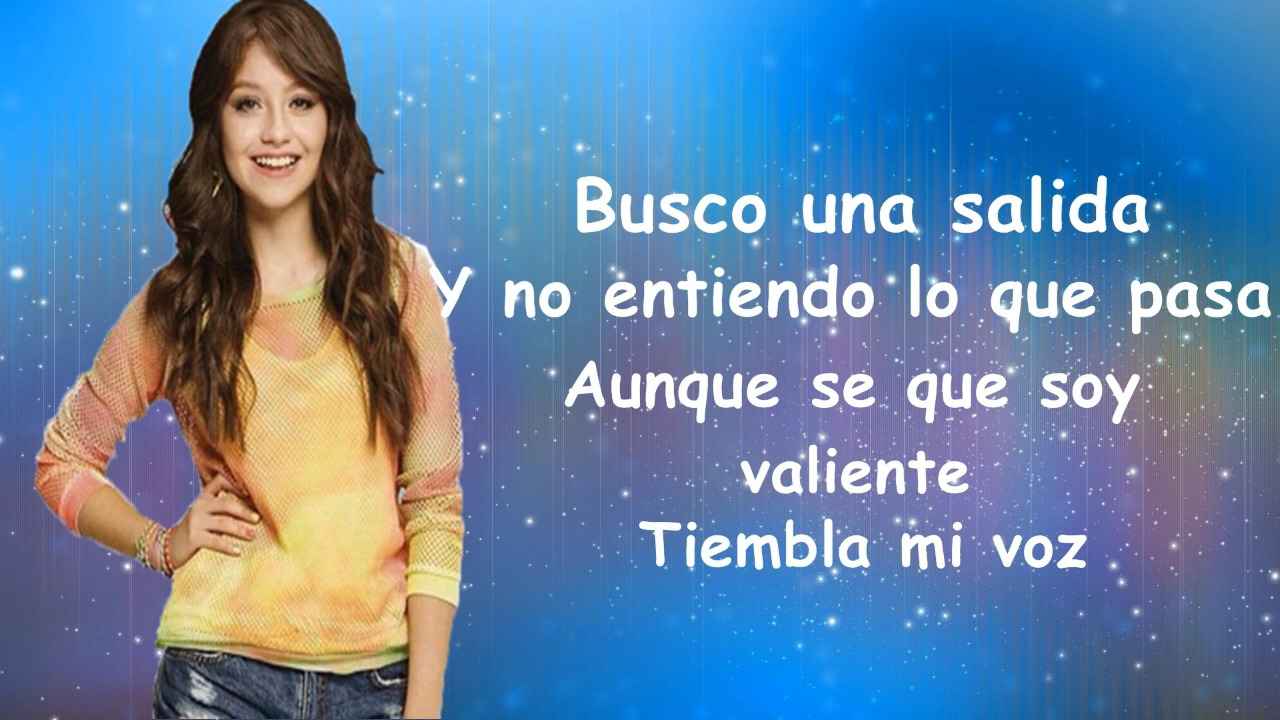 Busco una salida
Y no entiendo lo que pasa
Aunque se que soy
valiente
Tiembla mi voz